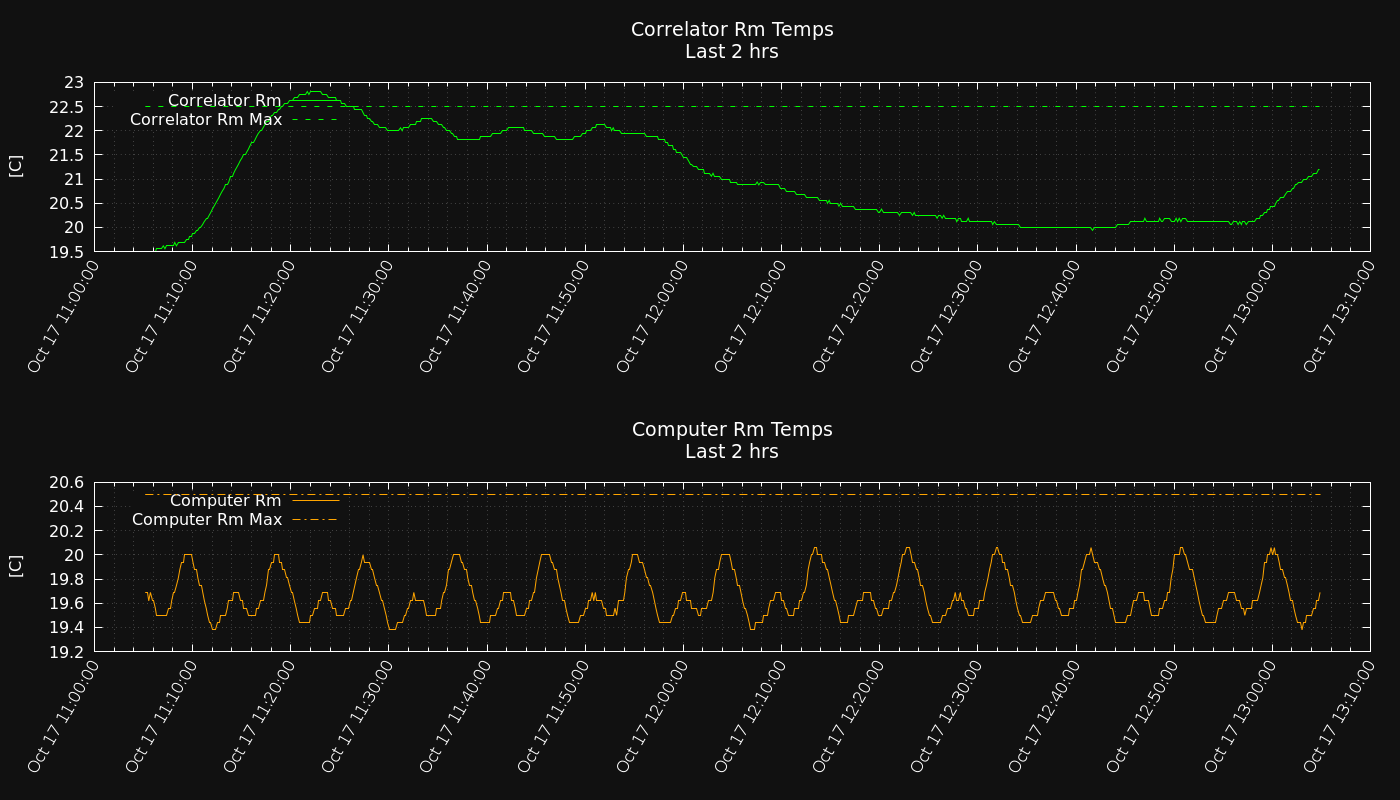 Correlator Rm Temps
Last 2 hrs
23
22.5
22
21.5
21
20.5
20
19.5
[C]
Correlator Rm
Correlator Rm Max
Oct 17 11:00:00
Oct 17 11:10:00
Oct 17 11:20:00
Oct 17 11:30:00
Oct 17 11:40:00
Oct 17 11:50:00
Oct 17 12:00:00
Oct 17 12:10:00
Oct 17 12:20:00
Oct 17 12:30:00
Oct 17 12:40:00
Oct 17 12:50:00
Oct 17 13:00:00
Oct 17 13:10:00
Computer Rm Temps
Last 2 hrs
20.6
20.4
20.2
20
19.8
19.6
19.4
19.2
[C]
Computer Rm
Computer Rm Max
Oct 17 11:00:00
Oct 17 11:10:00
Oct 17 11:20:00
Oct 17 11:30:00
Oct 17 11:40:00
Oct 17 11:50:00
Oct 17 12:00:00
Oct 17 12:10:00
Oct 17 12:20:00
Oct 17 12:30:00
Oct 17 12:40:00
Oct 17 12:50:00
Oct 17 13:00:00
Oct 17 13:10:00